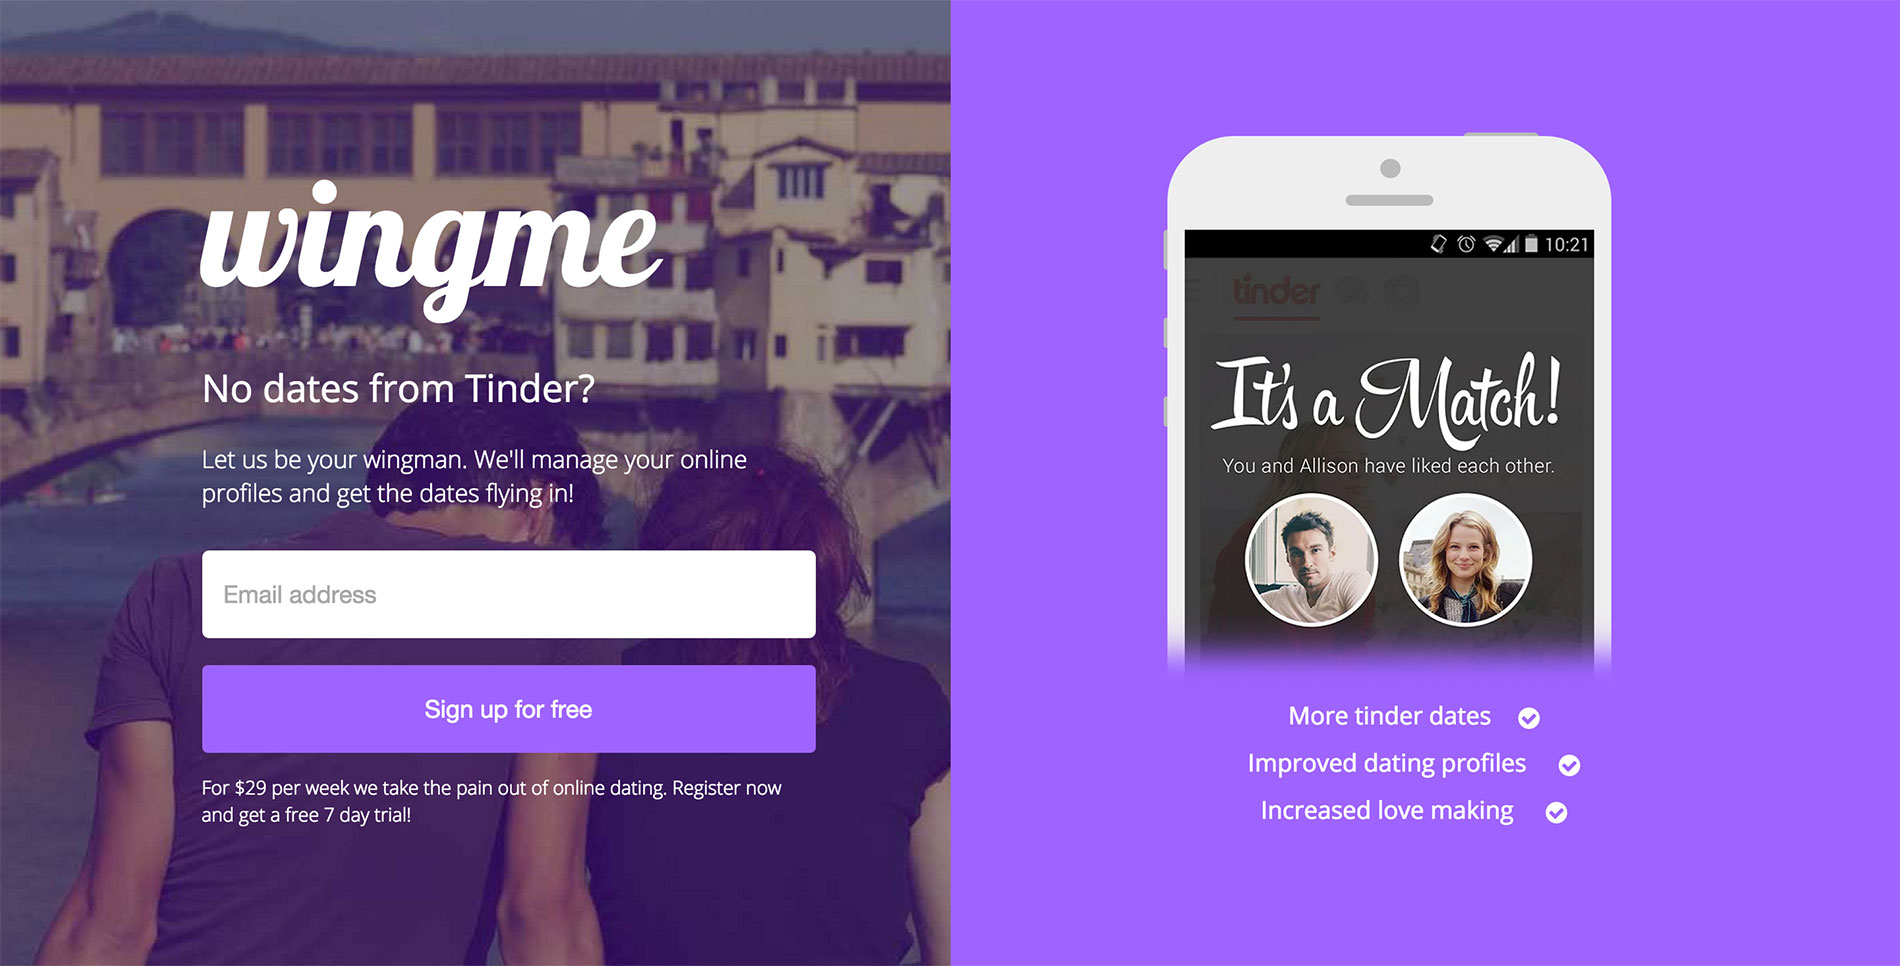 wingme
No dates from Tinder?
Let us be your wingman. We'll manage your online
profiles and get the dates flying in!
Email address
Sign up for free
For $29 per week we take the pain out of online dating. Register now
and get a free 7 day trial!
10:21
tinder
It's a Match!
You and Allison have liked each other.
More tinder dates
Improved dating profiles
Increased love making